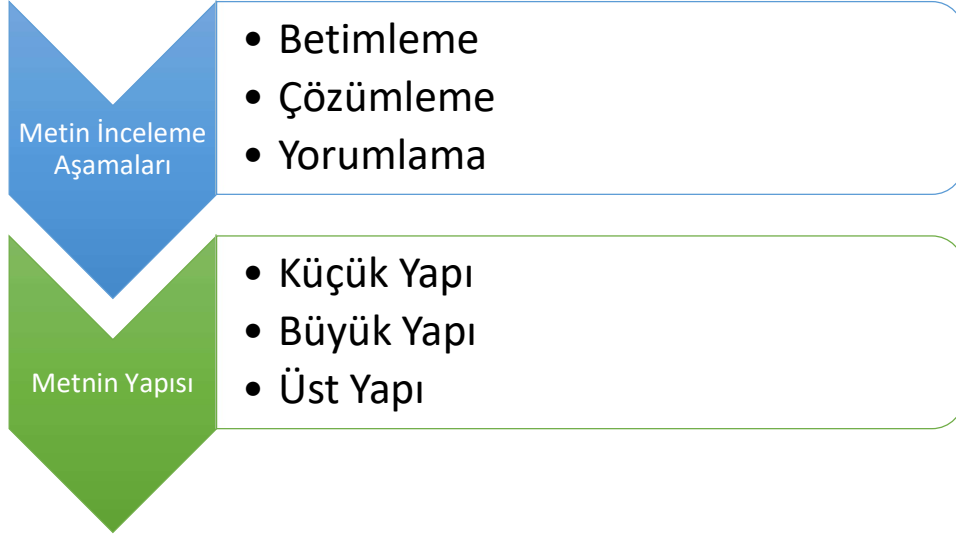 Metin İnceleme
Aşamaları
• Betimleme
• Çözümleme
• Yorumlama
Metnin Yapısı
• Küçük Yapı
• Büyük Yapı
• Üst Yapı